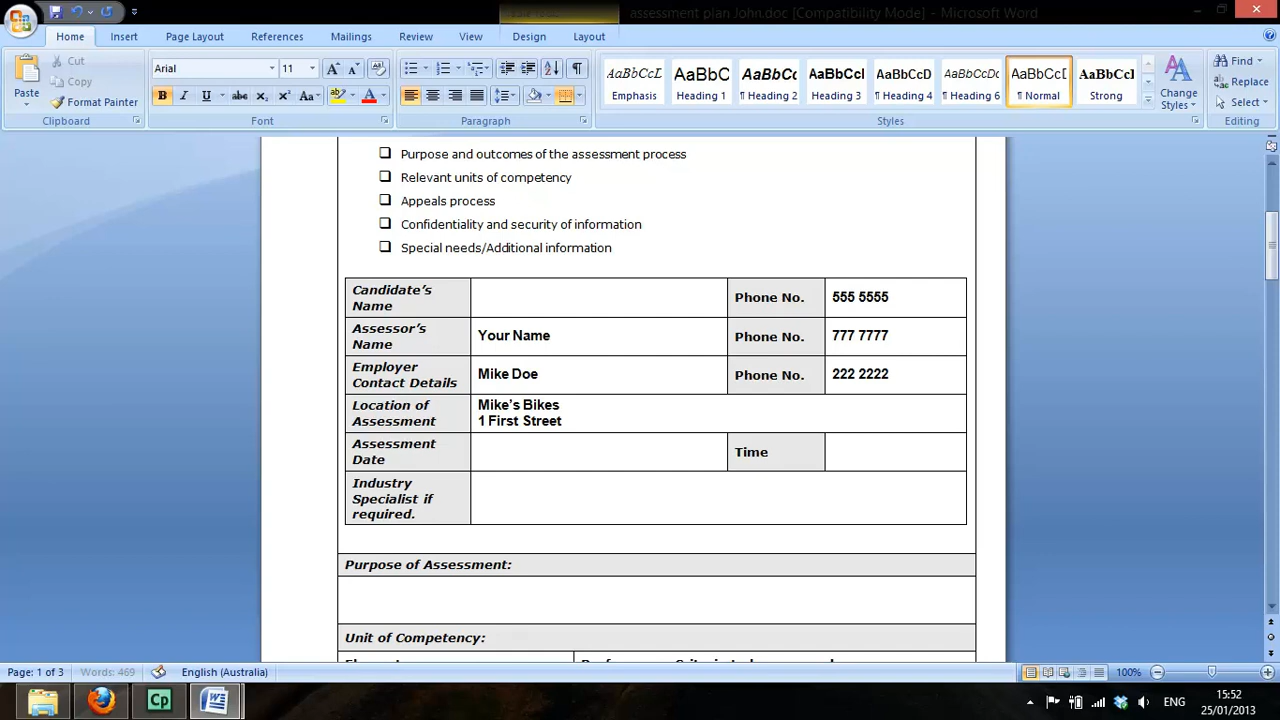 assessment plan John.doc [Compatibility Mode] - Microsoft Word
Home Insert Page Layout References Mailings Review View Design Layout
Paste
Cut
Copy
Format Painter
Clipboard
Arial 11
B I U abc x₂ x² Aa
Font
Paragraph
AaBbCcL AaBbC AaBbCc AaBbCcI AaBbCcD AaBbCcDc AaBbCcD AaBbCcI
Emphasis Heading 1 ¶ Heading 2 Heading 3 ¶ Heading 4 ¶ Heading 6 ¶ Normal Strong
Styles
Change Styles
Find
Replace
Select
Editing
Purpose and outcomes of the assessment process
Relevant units of competency
Appeals process
Confidentiality and security of information
Special needs/Additional information
Candidate's Name Phone No. 555 5555
Assessor's Name Your Name Phone No. 777 7777
Employer Contact Details Mike Doe Phone No. 222 2222
Location of Assessment Mike's Bikes
1 First Street
Assessment Date Time
Industry Specialist if required.
Purpose of Assessment:
Unit of Competency:
Page: 1 of 3 Words: 469 English (Australia) 100%
Cp ENG 15:52
25/01/2013